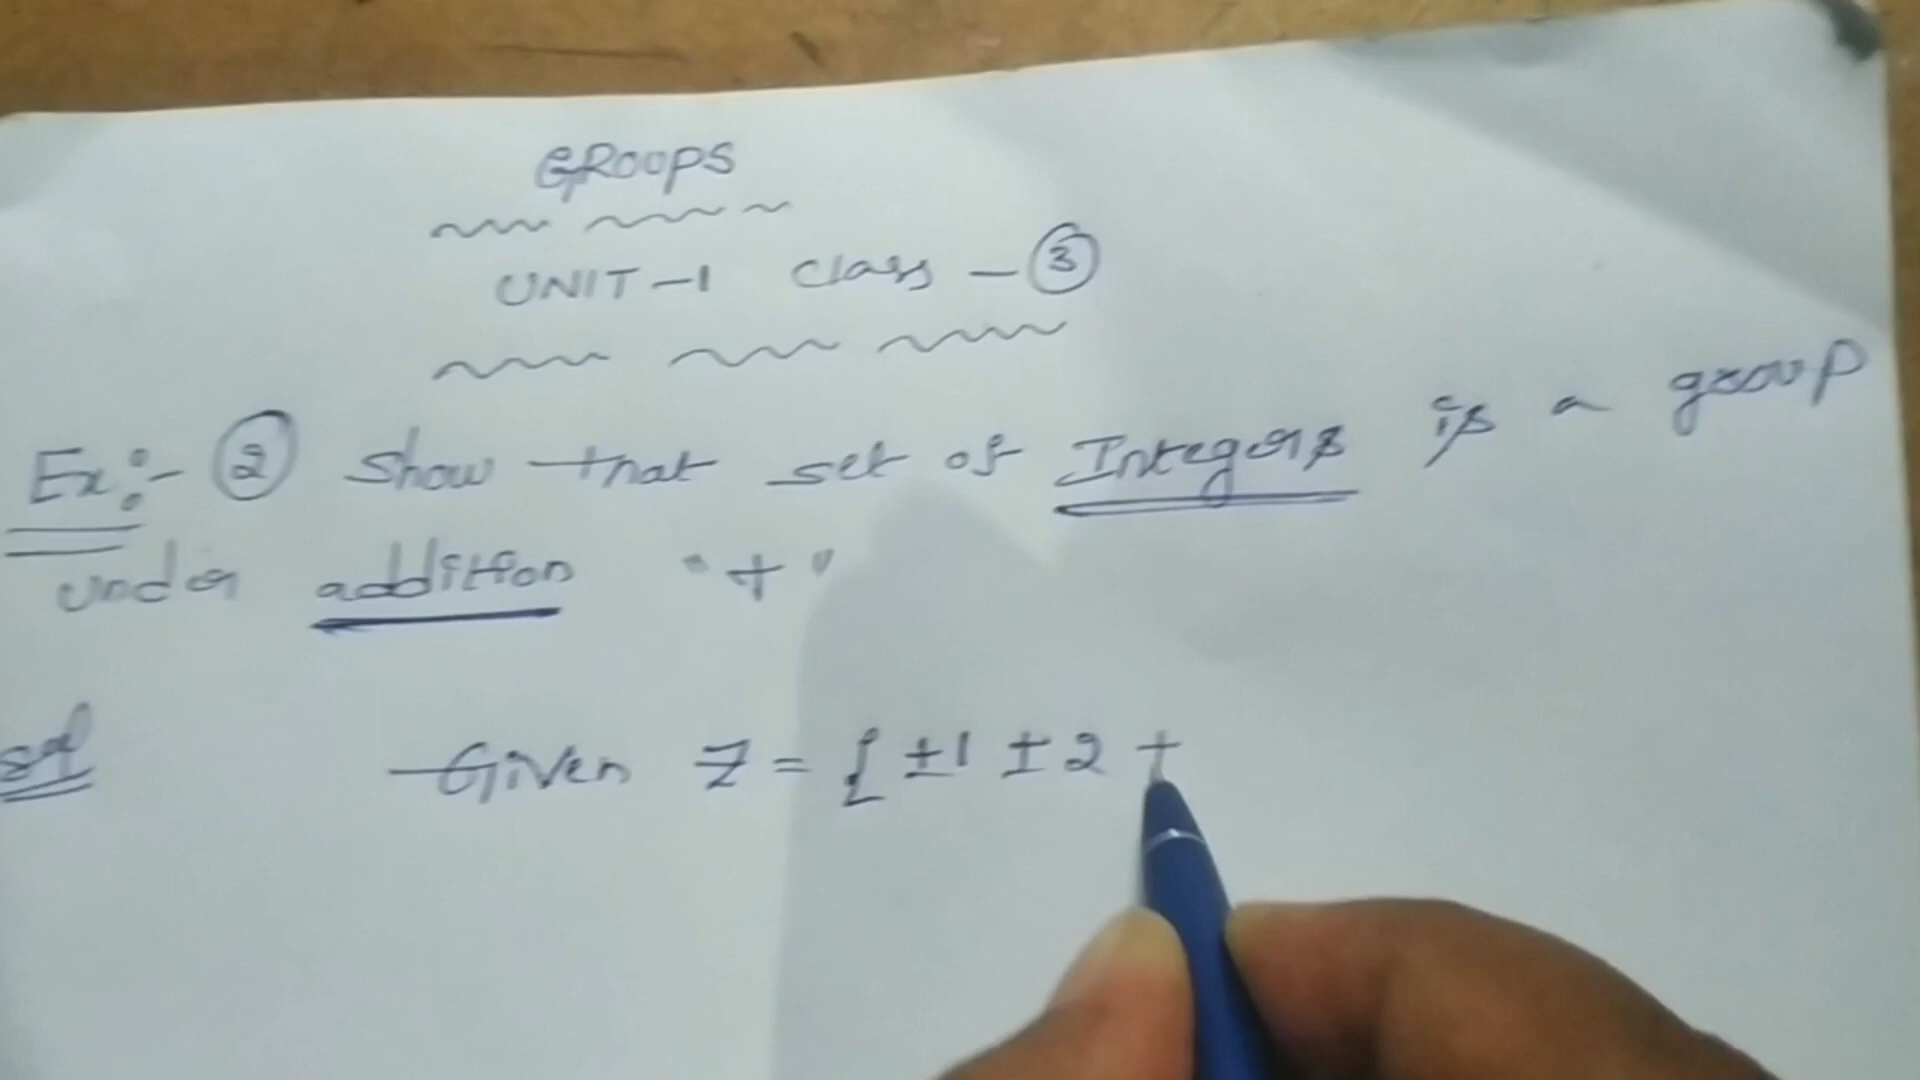 GROUPS
UNIT-1 class - ③
Ex:- ② Show that set of Integers is a group
under addition "+"
sol Given Z = { ±1 ±2 +